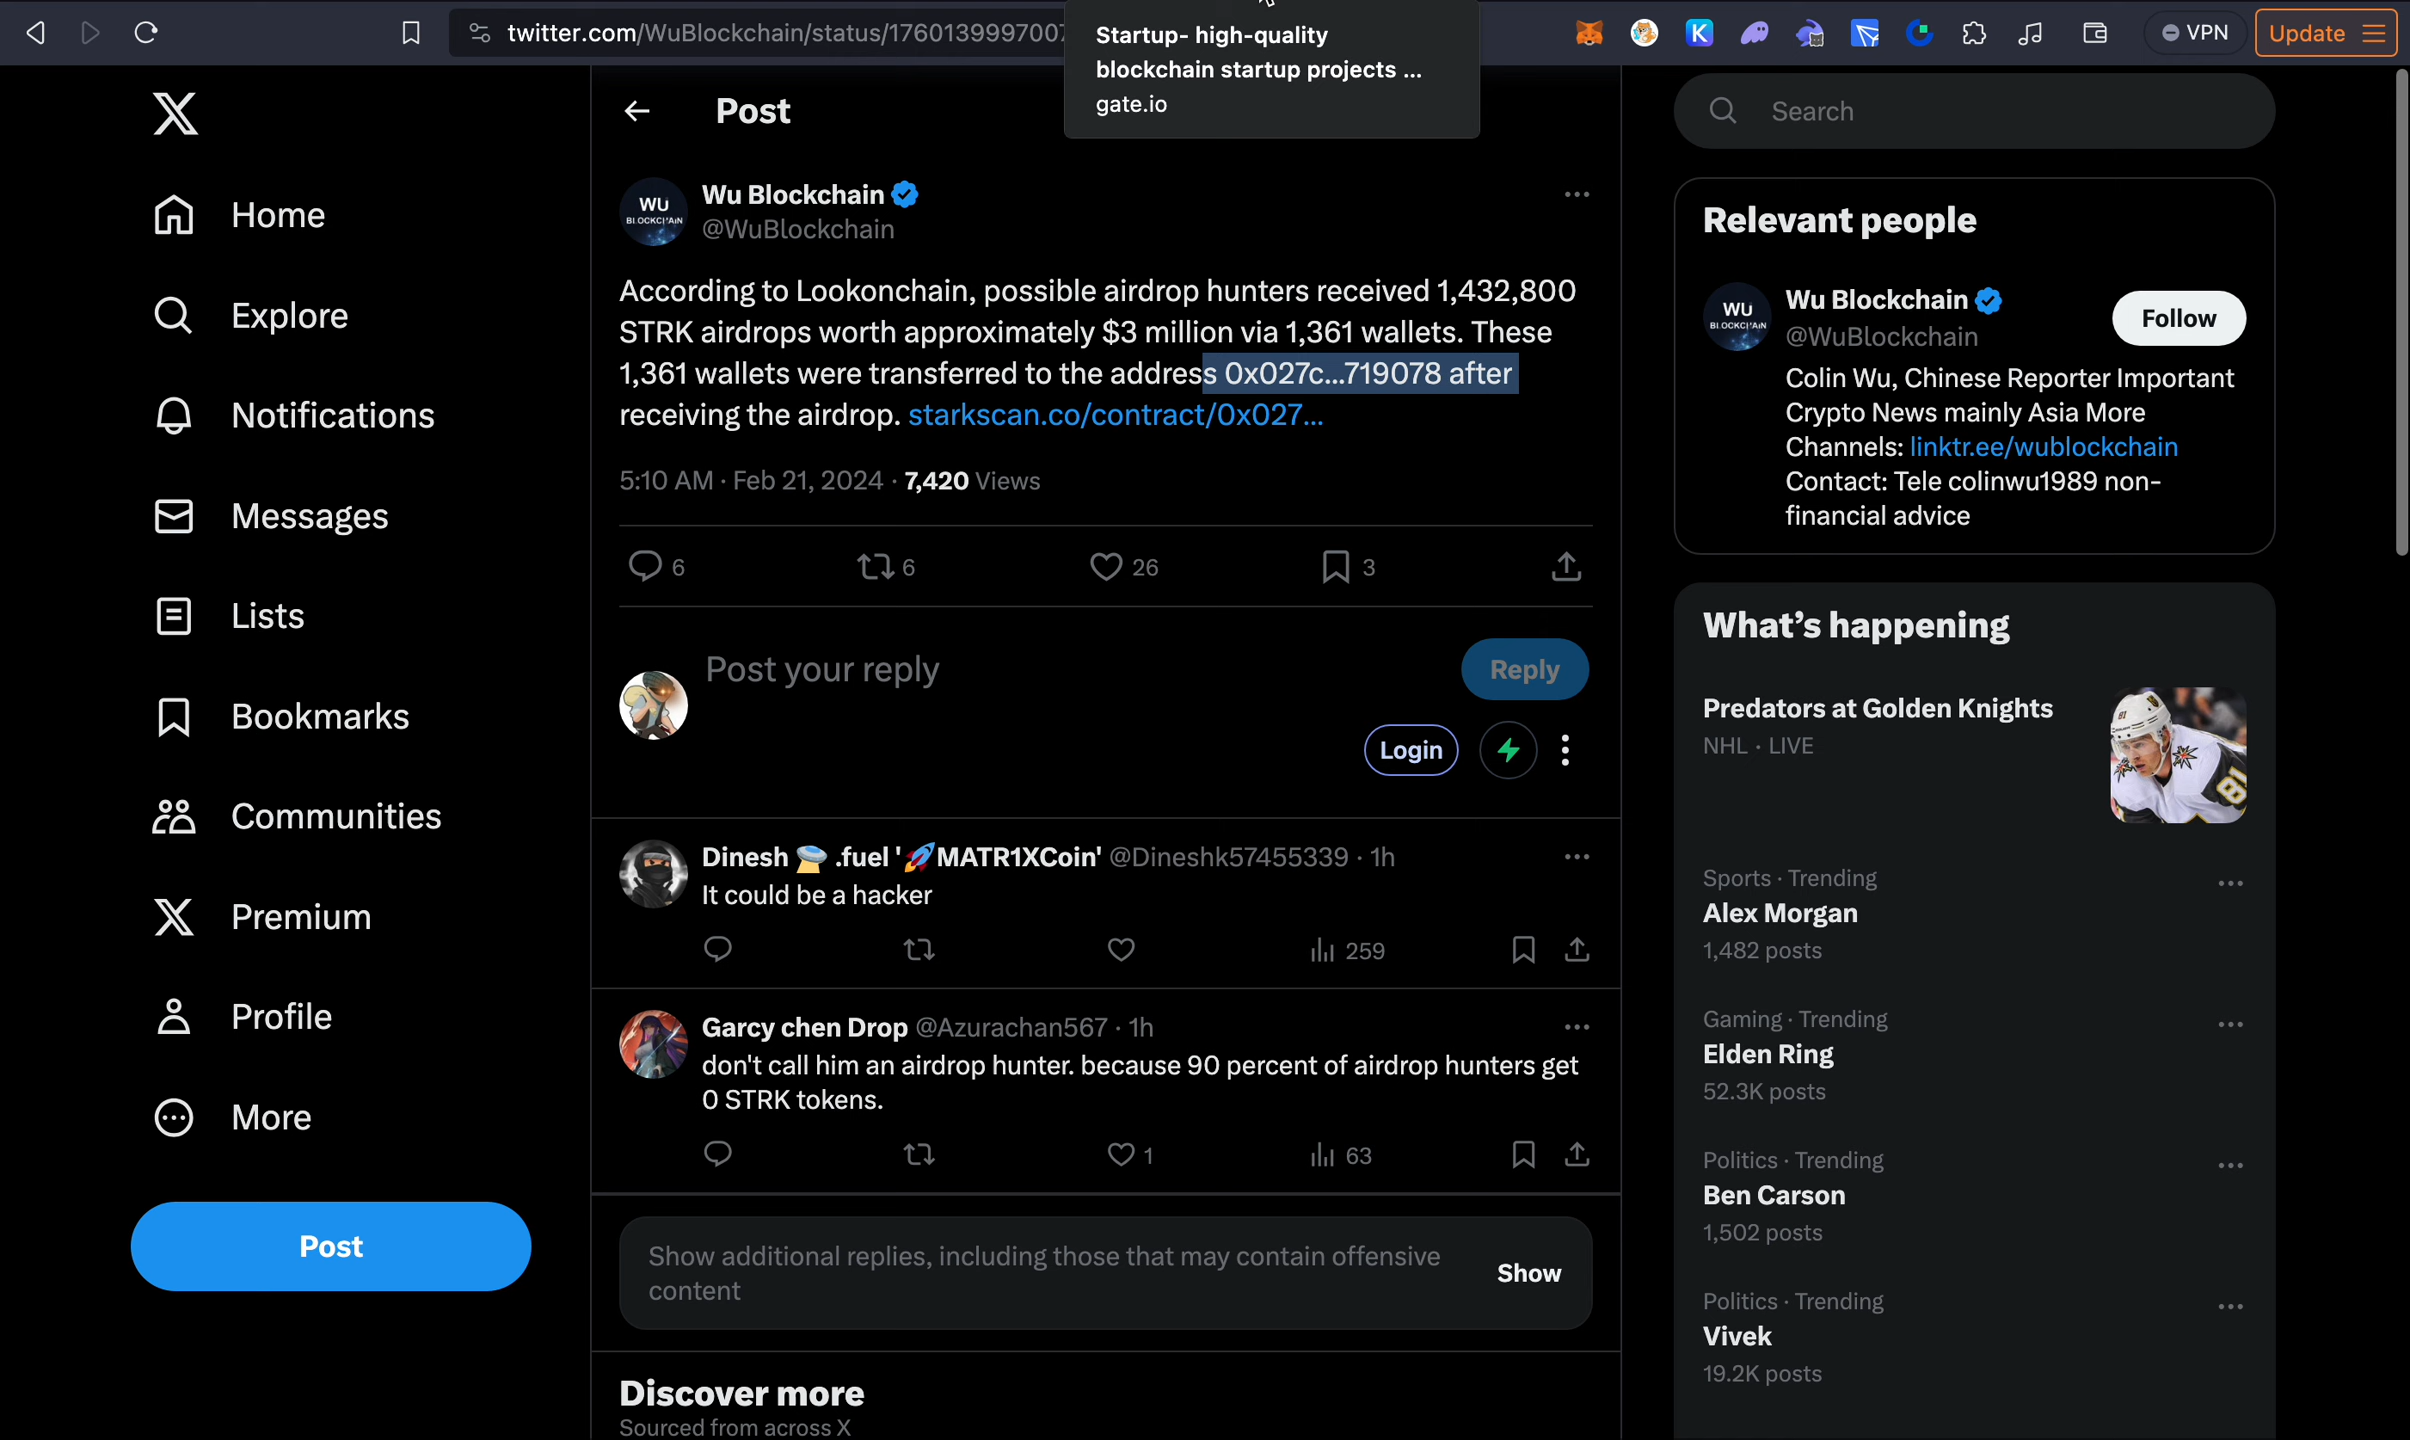 twitter.com/WuBlockchain/status/1760139997007
Startup- high-quality
blockchain startup projects ...
gate.io
VPN
Update
Home
Explore
Notifications
Messages
Lists
Bookmarks
Communities
Premium
Profile
More
Post
Post
WU
BLOCKCHAIN
Wu Blockchain
@WuBlockchain
According to Lookonchain, possible airdrop hunters received 1,432,800
STRK airdrops worth approximately $3 million via 1,361 wallets. These
1,361 wallets were transferred to the address 0x027c...719078 after
receiving the airdrop. starkscan.co/contract/0x027...
5:10 AM · Feb 21, 2024 · 7,420 Views
6 6 26 3
Post your reply
Reply
Login
Dinesh .fuel 'MATR1XCoin' @Dineshk57455339 · 1h
It could be a hacker
259
Garcy chen Drop @Azurachan567 · 1h
don't call him an airdrop hunter. because 90 percent of airdrop hunters get
0 STRK tokens.
1 63
Show additional replies, including those that may contain offensive
content
Show
Discover more
Sourced from across X
Search
Relevant people
WU
BLOCKCHAIN
Wu Blockchain
@WuBlockchain
Follow
Colin Wu, Chinese Reporter Important
Crypto News mainly Asia More
Channels: linktr.ee/wublockchain
Contact: Tele colinwu1989 non-
financial advice
What's happening
Predators at Golden Knights
NHL · LIVE
Sports · Trending
Alex Morgan
1,482 posts
Gaming · Trending
Elden Ring
52.3K posts
Politics · Trending
Ben Carson
1,502 posts
Politics · Trending
Vivek
19.2K posts